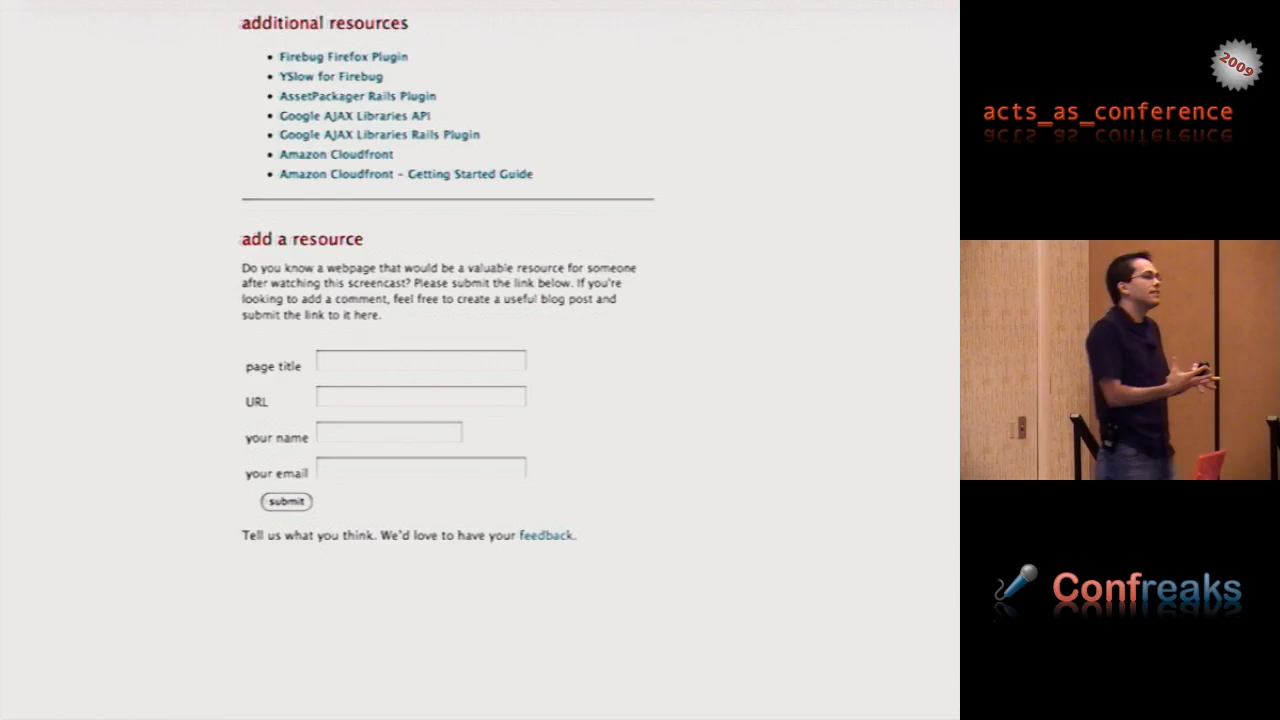 additional resources
• Firebug Firefox Plugin
• YSlow for Firebug
• AssetPackager Rails Plugin
• Google AJAX Libraries API
• Google AJAX Libraries Rails Plugin
• Amazon Cloudfront
• Amazon Cloudfront - Getting Started Guide
add a resource
Do you know a webpage that would be a valuable resource for someone
after watching this screencast? Please submit the link below. If you're
looking to add a comment, feel free to create a useful blog post and
submit the link to it here.
page title
URL
your name
your email
submit
Tell us what you think. We'd love to have your feedback.
2009
acts_as_conference
Confreaks